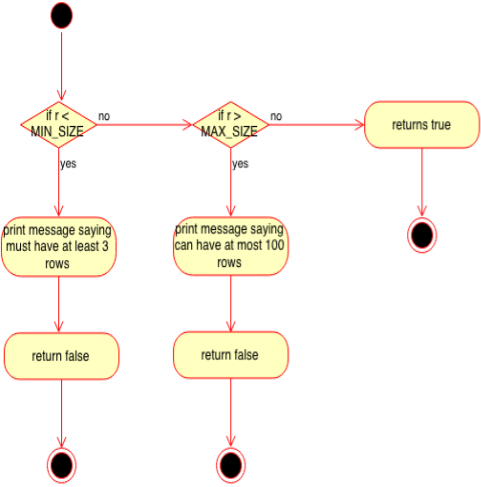 if r <
MIN_SIZE
no
if r >
MAX_SIZE
no
returns true
yes
yes
print message saying
must have at least 3
rows
print message saying
can have at most 100
rows
return false
return false